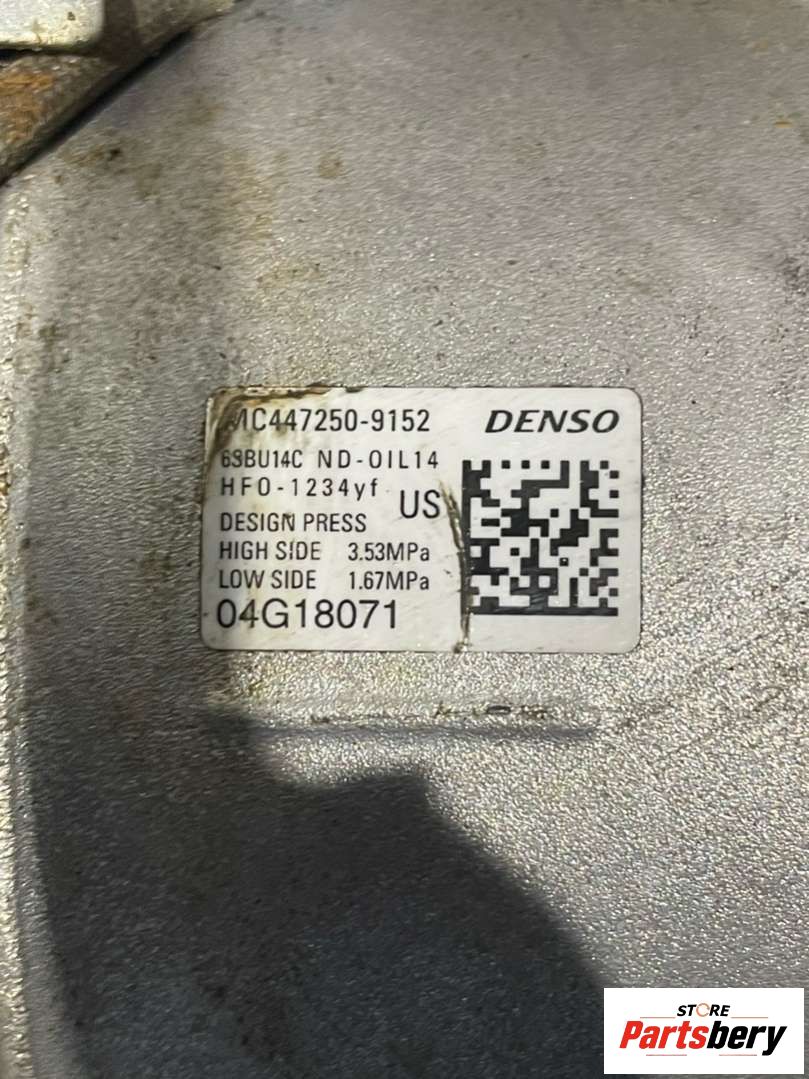 MC447250-9152 DENSO
6SBU14C ND-OIL14
HFO-1234yf US
DESIGN PRESS
HIGH SIDE 3.53MPa
LOW SIDE 1.67MPa
04G18071
STORE
Partsbery